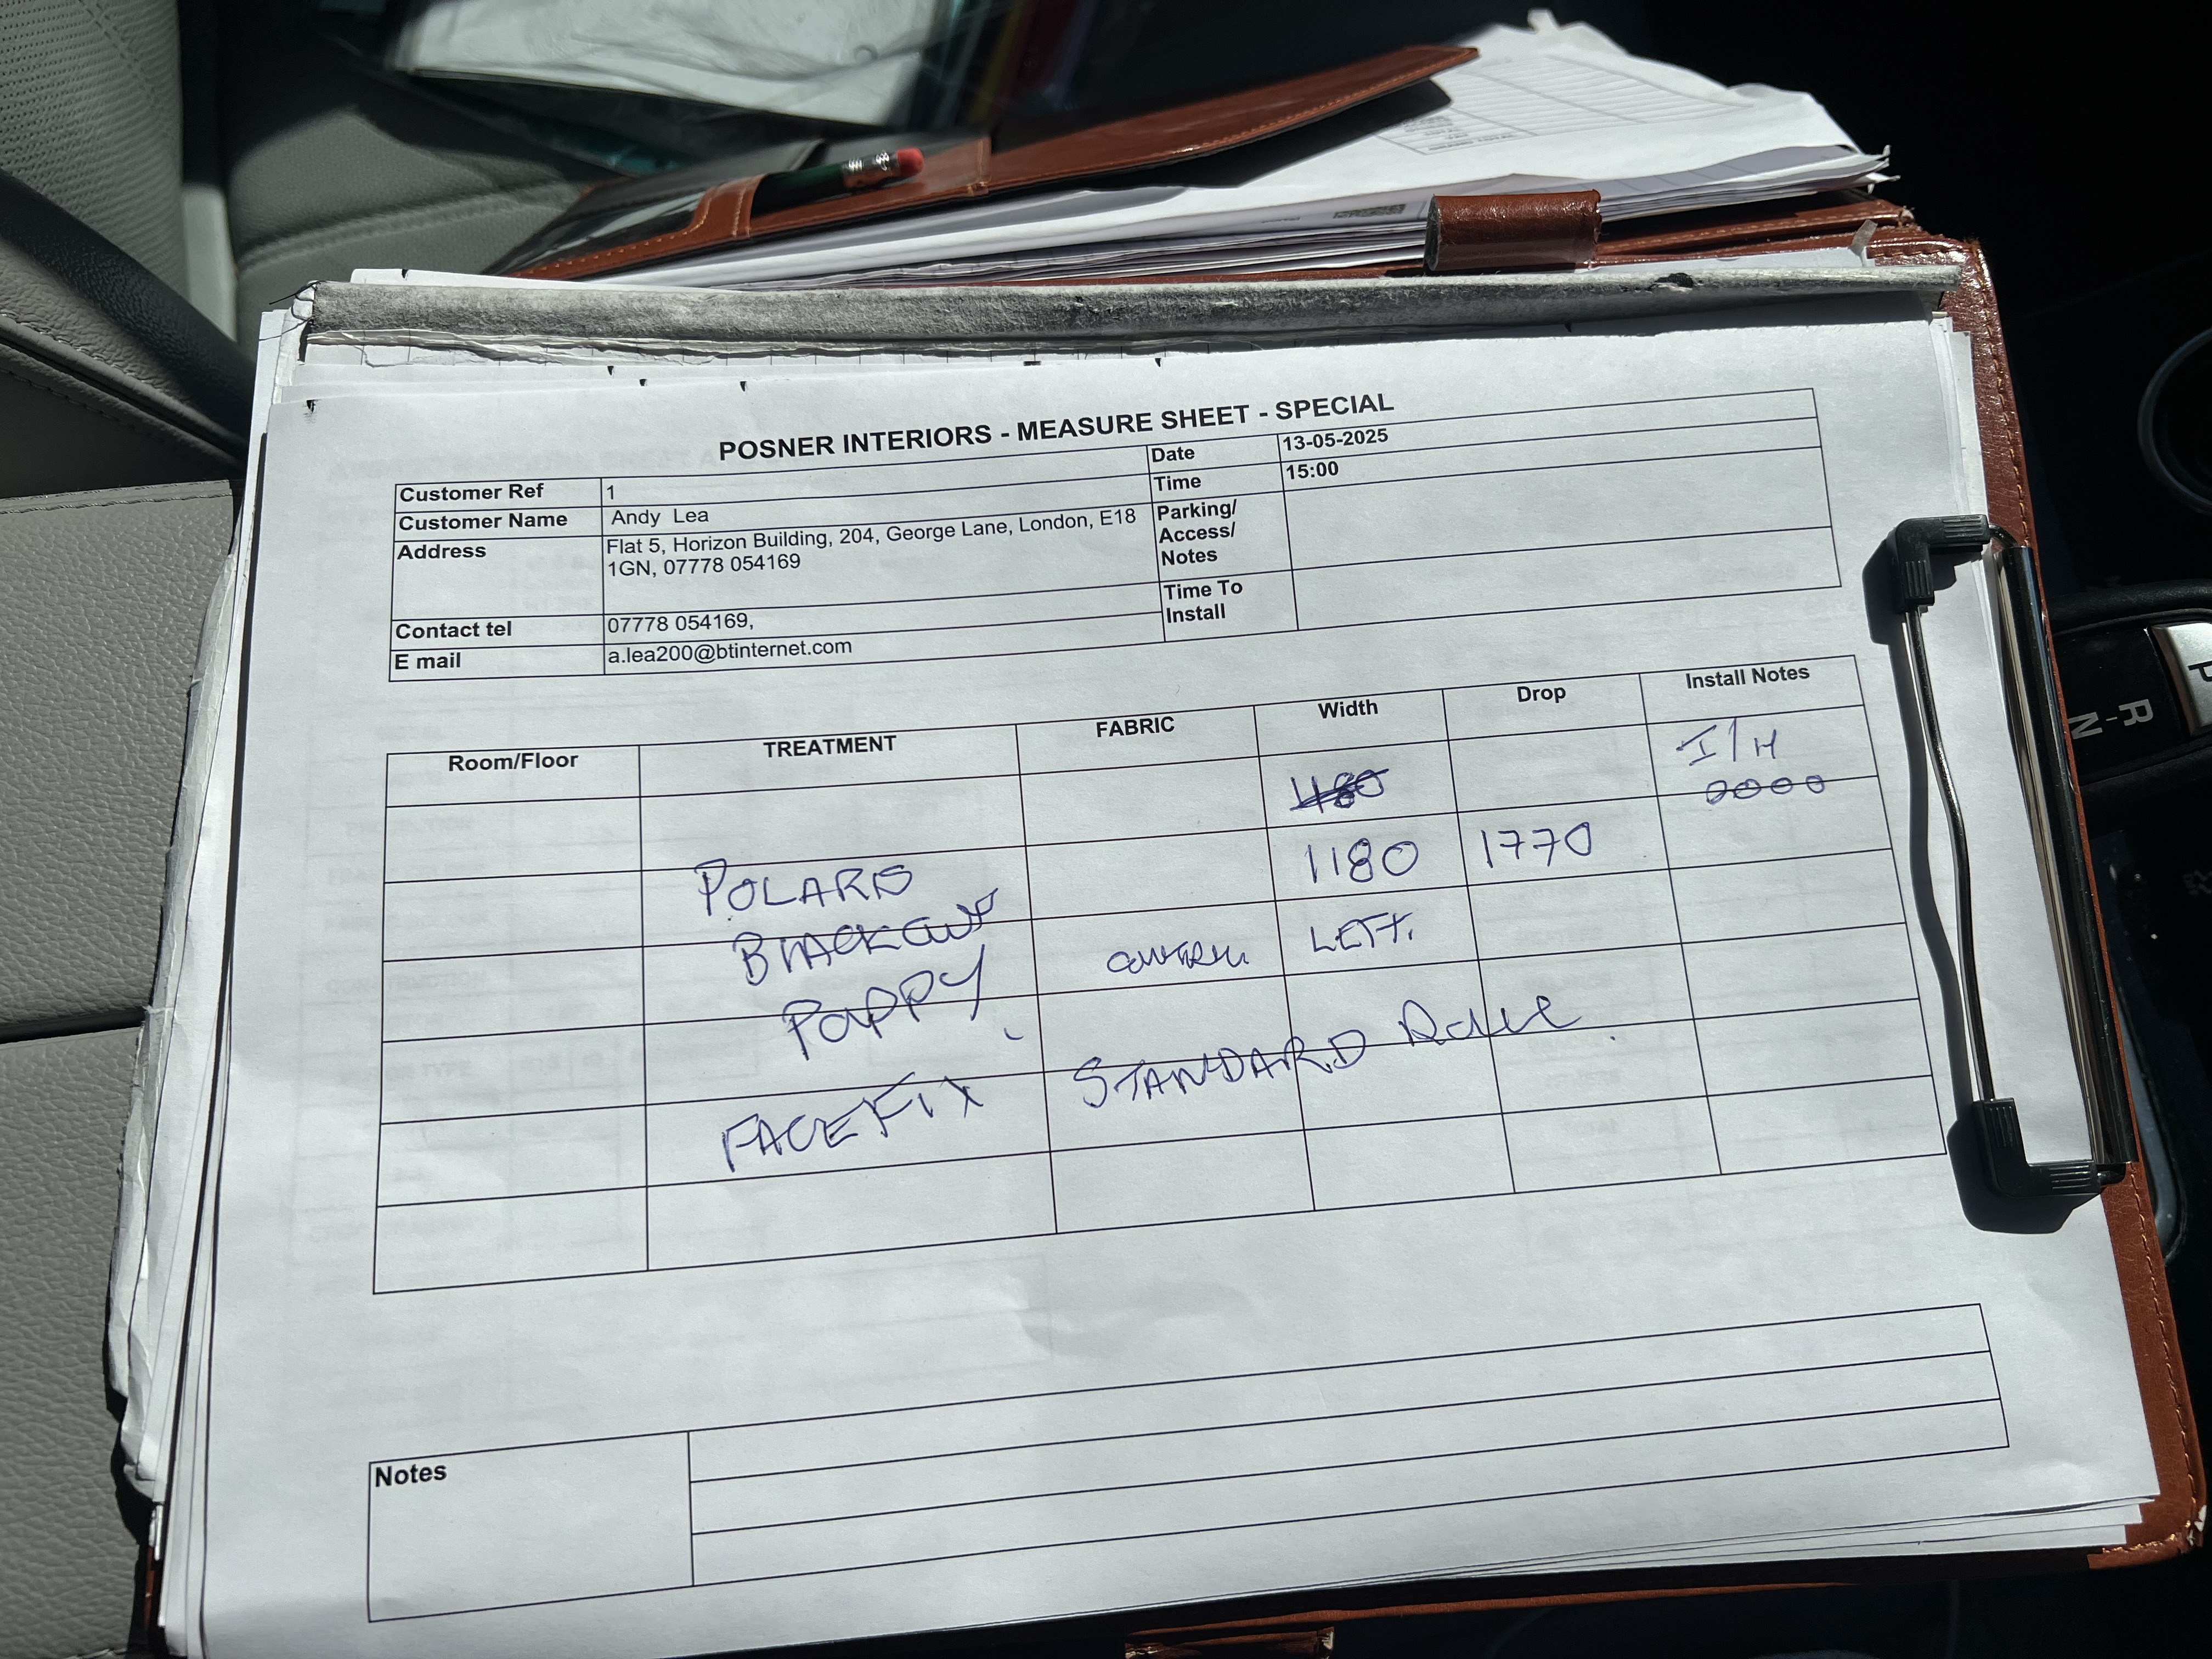 POSNER INTERIORS - MEASURE SHEET - SPECIAL
Customer Ref 1 Date 13-05-2025
Customer Name Andy Lea Time 15:00
Address Flat 5, Horizon Building, 204, George Lane, London, E18
1GN, 07778 054169
Parking/
Access/
Notes
Contact tel 07778 054169,
Time To
Install
E mail a.lea200@btinternet.com
Room/Floor TREATMENT FABRIC Width Drop Install Notes
I/H
POLARIS 1180 1770
BLACKOUT
POPPY LEFT.
FACE FIX STANDARD
Notes
P
R
N